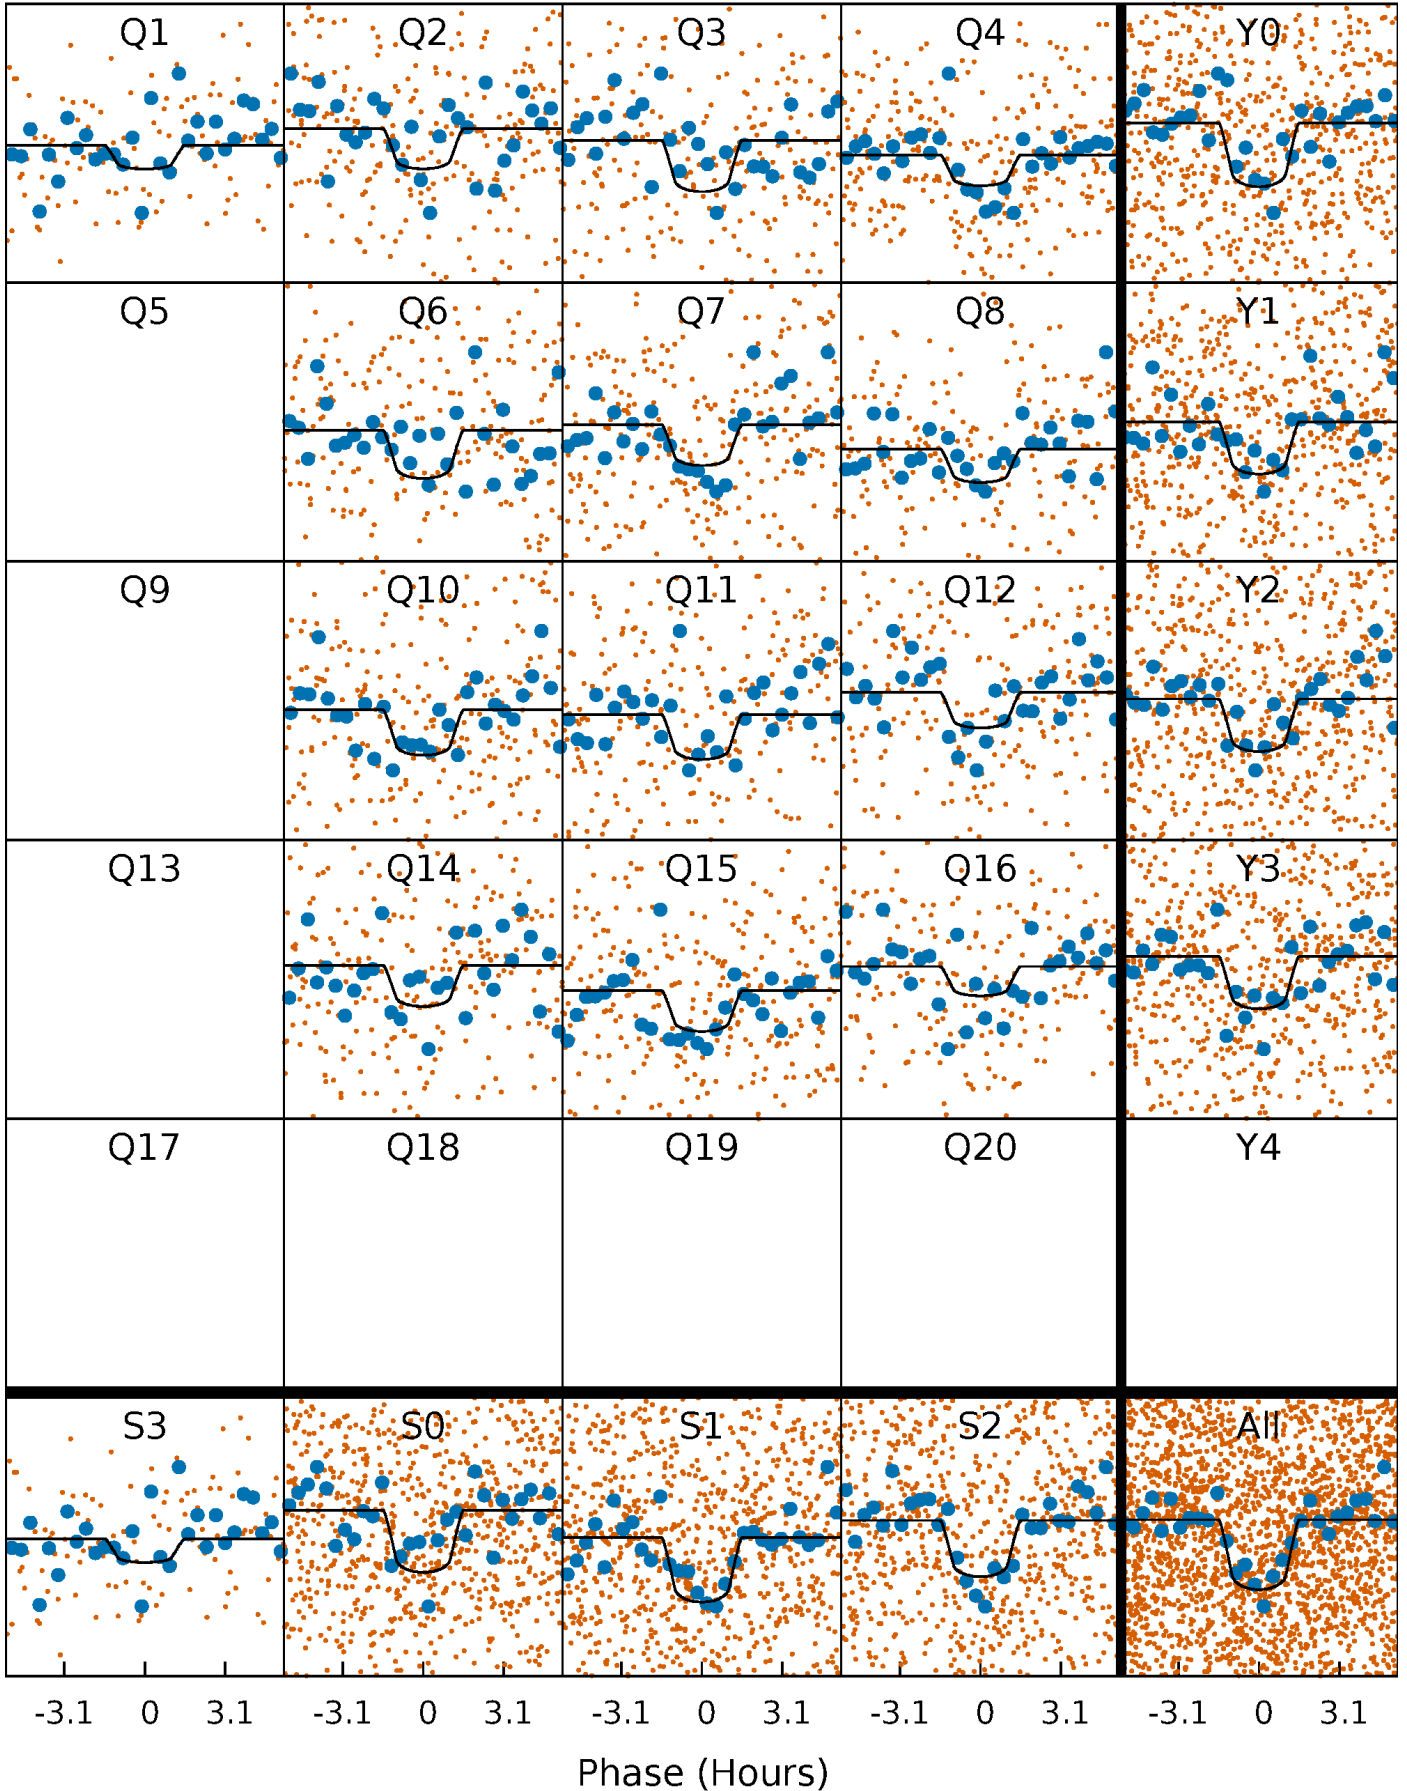 Q1 Q2 Q3 Q4 Y0
Q5 Q6 Q7 Q8 Y1
Q9 Q10 Q11 Q12 Y2
Q13 Q14 Q15 Q16 Y3
Q17 Q18 Q19 Q20 Y4
S3 S0 S1 S2 All
-3.1 0 3.1 -3.1 0 3.1 -3.1 0 3.1 -3.1 0 3.1 -3.1 0 3.1
Phase (Hours)